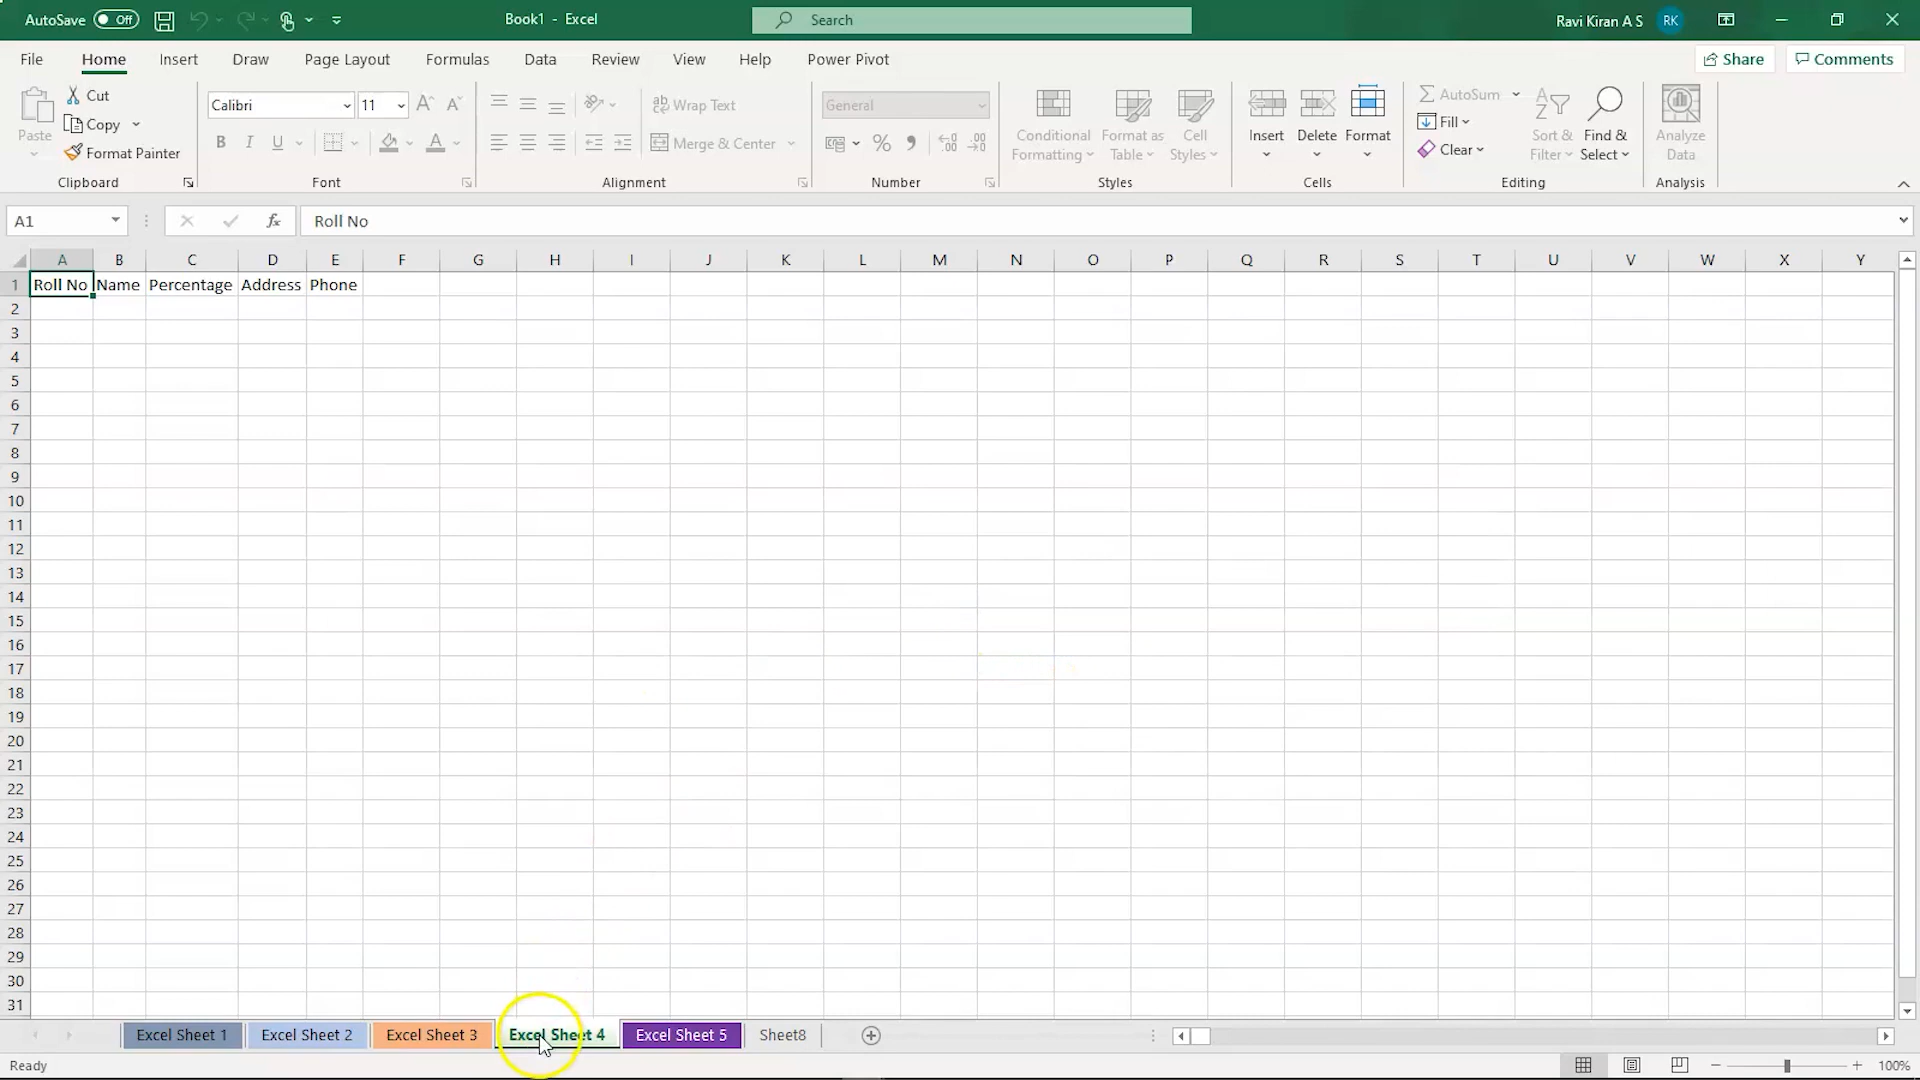 AutoSave Off Book1 - Excel Search Ravi Kiran A S RK
File Home Insert Draw Page Layout Formulas Data Review View Help Power Pivot Share Comments
Paste Cut Copy Format Painter Clipboard
Calibri 11 B I U A Font
ab Wrap Text Merge & Center Alignment
General % Number
Conditional Formatting Format as Table Cell Styles Styles
Insert Delete Format Cells
AutoSum Fill Clear Sort & Filter Find & Select Editing
Analyze Data Analysis
A1 fx Roll No
A B C D E F G H I J K L M N O P Q R S T U V W X Y
1 Roll No Name Percentage Address Phone
2
3
4
5
6
7
8
9
10
11
12
13
14
15
16
17
18
19
20
21
22
23
24
25
26
27
28
29
30
31
Excel Sheet 1 Excel Sheet 2 Excel Sheet 3 Excel Sheet 4 Excel Sheet 5 Sheet8
Ready 100%